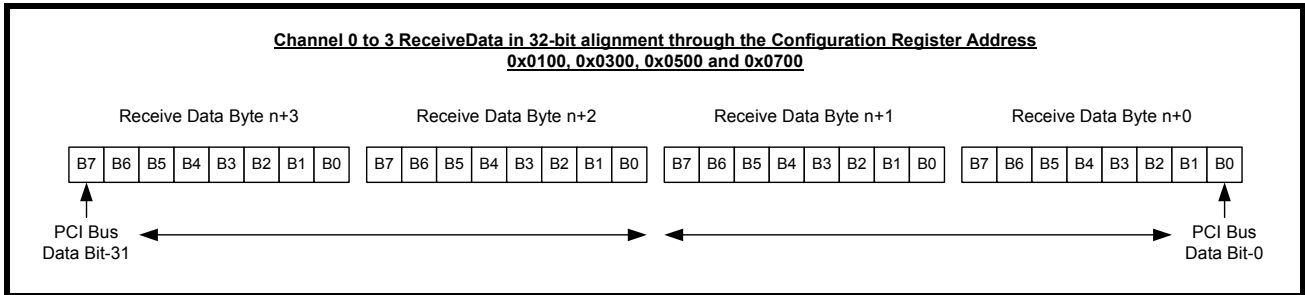 Channel 0 to 3 ReceiveData in 32-bit alignment through the Configuration Register Address
0x0100, 0x0300, 0x0500 and 0x0700
Receive Data Byte n+3 Receive Data Byte n+2 Receive Data Byte n+1 Receive Data Byte n+0
B7 B6 B5 B4 B3 B2 B1 B0 B7 B6 B5 B4 B3 B2 B1 B0 B7 B6 B5 B4 B3 B2 B1 B0 B7 B6 B5 B4 B3 B2 B1 B0
PCI Bus PCI Bus
Data Bit-31 Data Bit-0